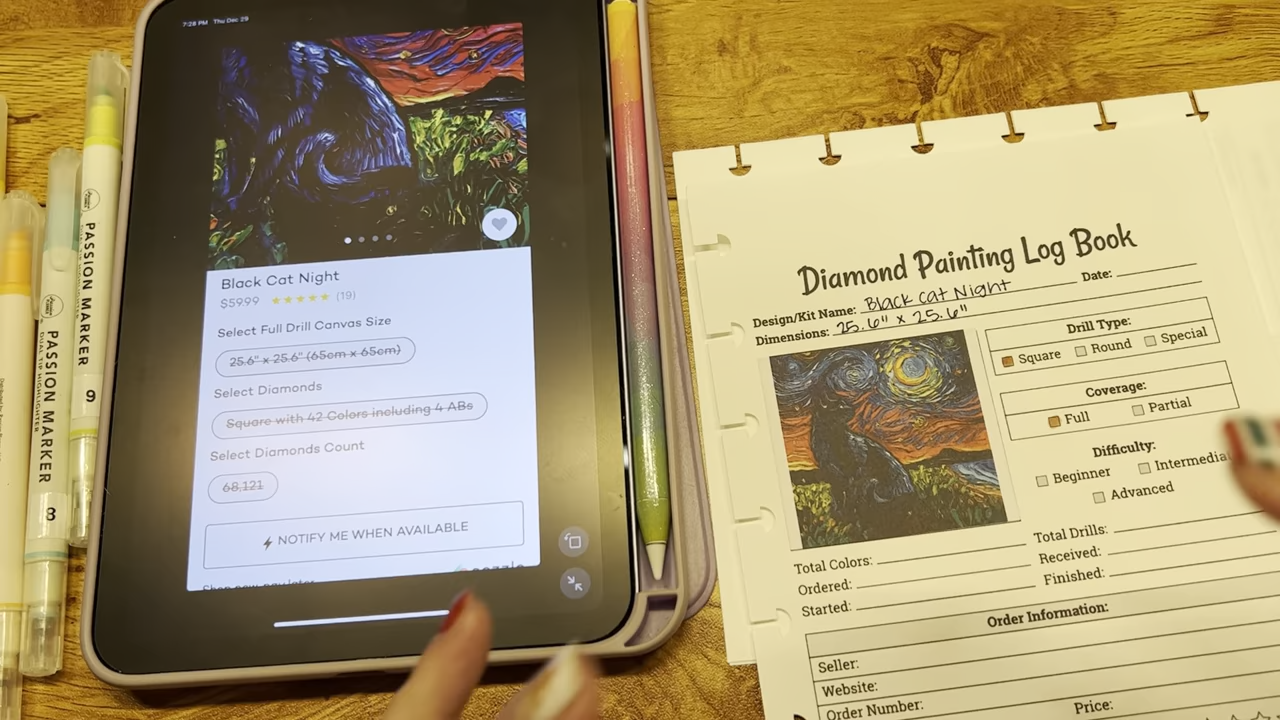 7:28 PM Thu Dec 29
Black Cat Night
$5999 (19)
Select Full Drill Canvas Size
25.6" x 25.6" (65cm x 65cm)
Select Diamonds
Square with 42 Colors including 4 ABs
Select Diamonds Count
68,121
NOTIFY ME WHEN AVAILABLE
PASSION MARKER
DUAL TIP HIGHLIGHTER
8
PASSION MARKER
9
Diamond Painting Log Book
Design/Kit Name: Black Cat Night Date:
Dimensions: 25.6" x 25.6"
Drill Type:
Square Round Special
Coverage:
Full Partial
Difficulty:
Beginner Intermedia
Advanced
Total Colors: Total Drills:
Ordered: Received:
Started: Finished:
Order Information:
Seller:
Website:
Order Number: Price: